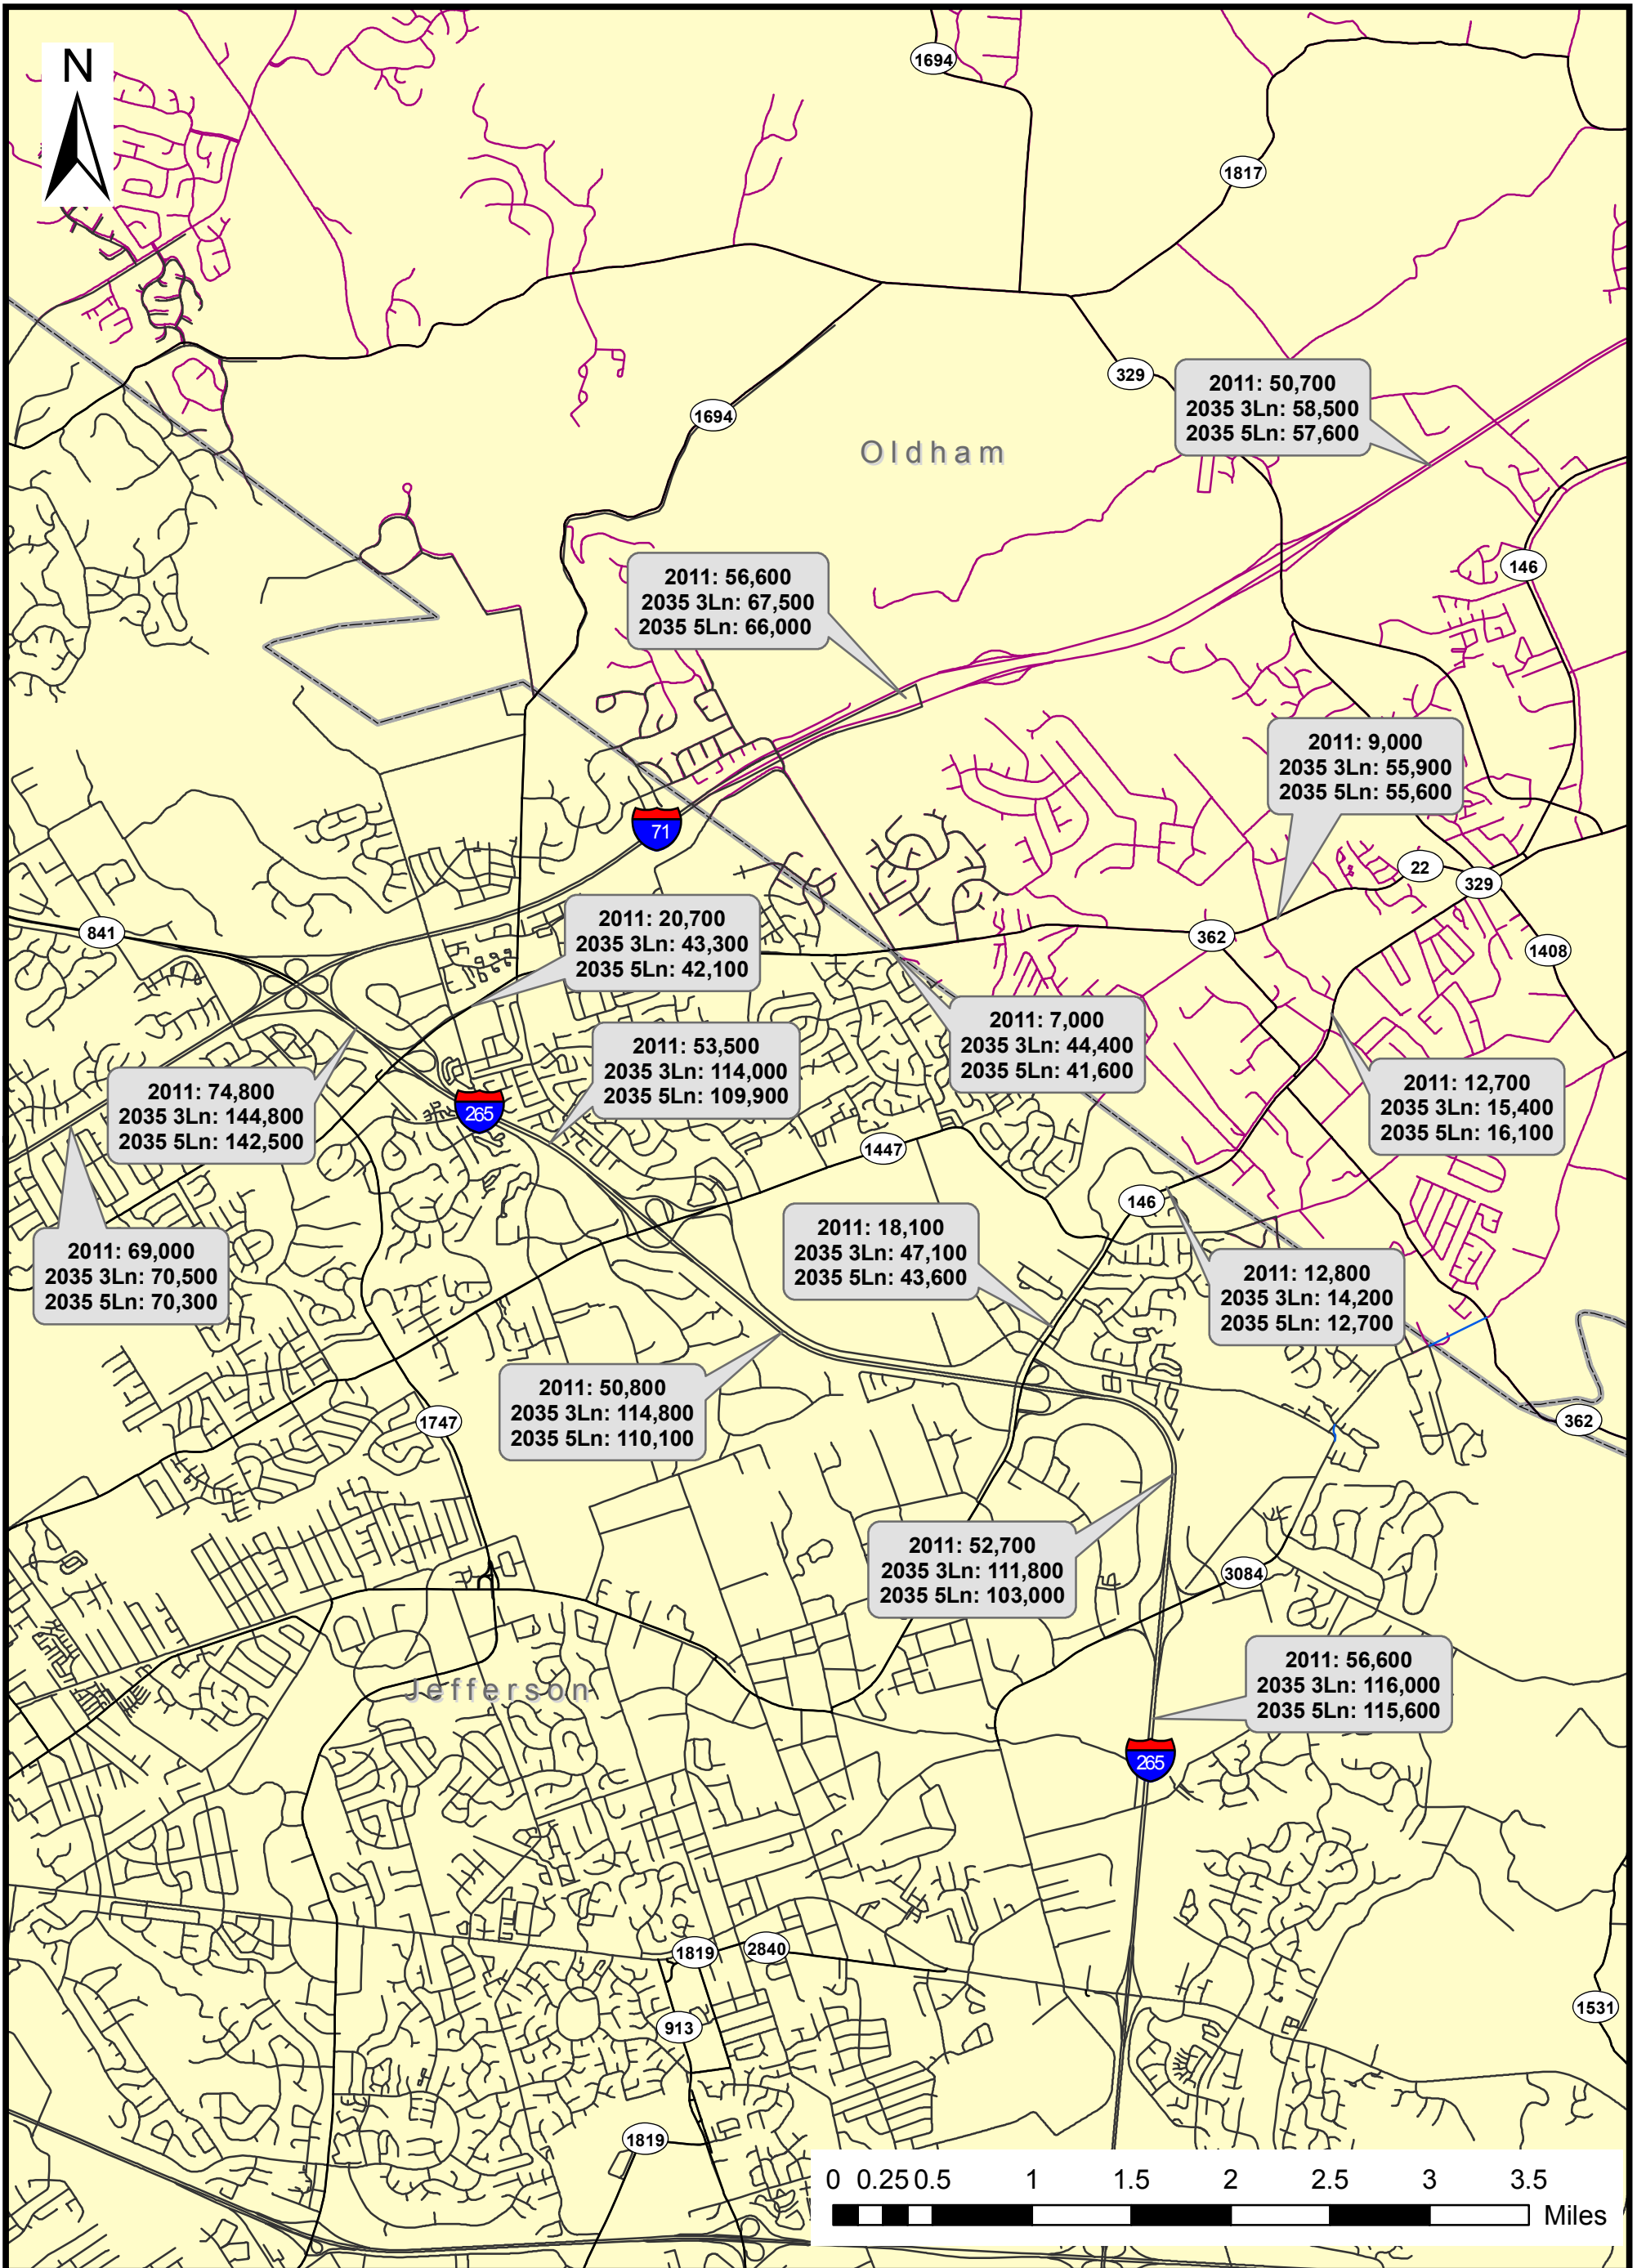 N
1694
1817
329
2011: 50,700
2035 3Ln: 58,500
2035 5Ln: 57,600
1694
Oldham
146
2011: 56,600
2035 3Ln: 67,500
2035 5Ln: 66,000
2011: 9,000
2035 3Ln: 55,900
2035 5Ln: 55,600
71
22
329
841
2011: 20,700
2035 3Ln: 43,300
2035 5Ln: 42,100
362
1408
2011: 7,000
2035 3Ln: 44,400
2035 5Ln: 41,600
2011: 53,500
2035 3Ln: 114,000
2035 5Ln: 109,900
2011: 74,800
2035 3Ln: 144,800
2035 5Ln: 142,500
265
2011: 12,700
2035 3Ln: 15,400
2035 5Ln: 16,100
1447
146
2011: 18,100
2035 3Ln: 47,100
2035 5Ln: 43,600
2011: 69,000
2035 3Ln: 70,500
2035 5Ln: 70,300
2011: 12,800
2035 3Ln: 14,200
2035 5Ln: 12,700
2011: 50,800
2035 3Ln: 114,800
2035 5Ln: 110,100
1747
362
2011: 52,700
2035 3Ln: 111,800
2035 5Ln: 103,000
3084
2011: 56,600
2035 3Ln: 116,000
2035 5Ln: 115,600
Jefferson
265
1819
2840
1531
913
1819
0 0.25 0.5 1 1.5 2 2.5 3 3.5
Miles